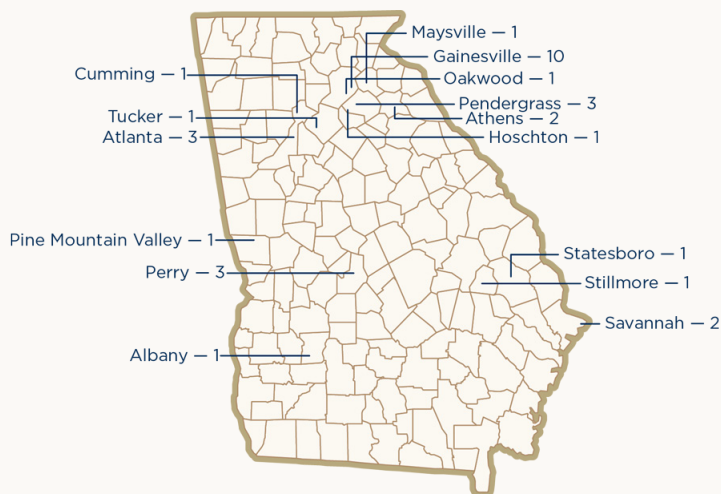 Maysville – 1
Gainesville – 10
Cumming – 1
Oakwood – 1
Pendergrass – 3
Tucker – 1
Athens – 2
Atlanta – 3
Hoschton – 1
Pine Mountain Valley – 1
Statesboro – 1
Perry – 3
Stillmore – 1
Savannah – 2
Albany – 1